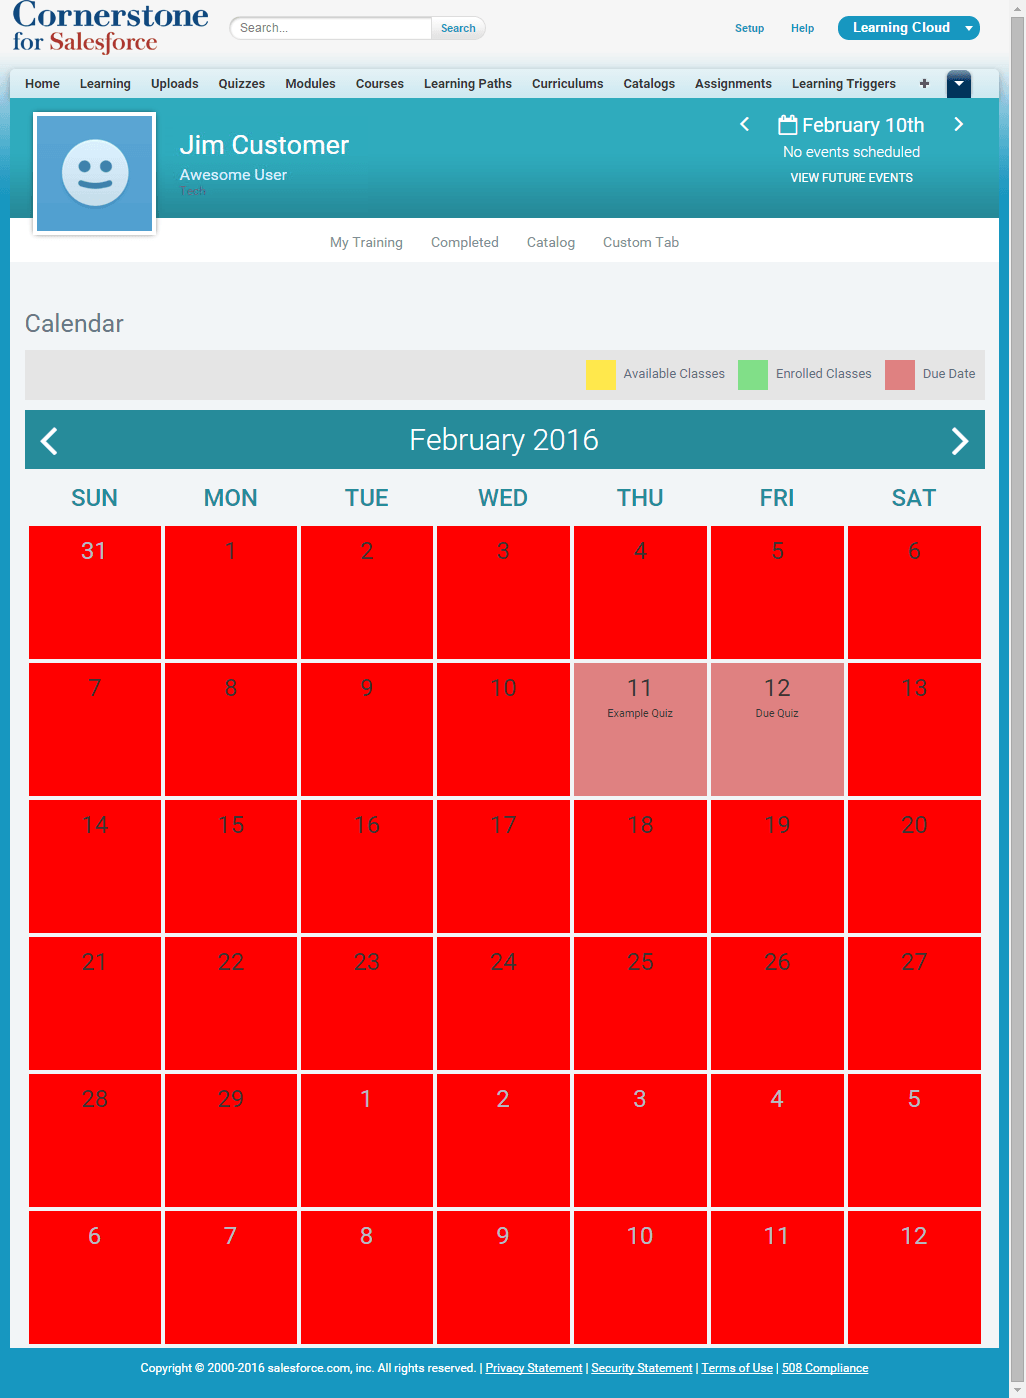 Cornerstone
for Salesforce
Search... Search Setup Help Learning Cloud
Home Learning Uploads Quizzes Modules Courses Learning Paths Curriculums Catalogs Assignments Learning Triggers +
Jim Customer
Awesome User
Tech
February 10th
No events scheduled
VIEW FUTURE EVENTS
My Training Completed Catalog Custom Tab
Calendar
Available Classes Enrolled Classes Due Date
February 2016
SUN MON TUE WED THU FRI SAT
31 1 2 3 4 5 6
7 8 9 10 11 12 13
Example Quiz Due Quiz
14 15 16 17 18 19 20
21 22 23 24 25 26 27
28 29 1 2 3 4 5
6 7 8 9 10 11 12
Copyright © 2000-2016 salesforce.com, inc. All rights reserved. | Privacy Statement | Security Statement | Terms of Use | 508 Compliance